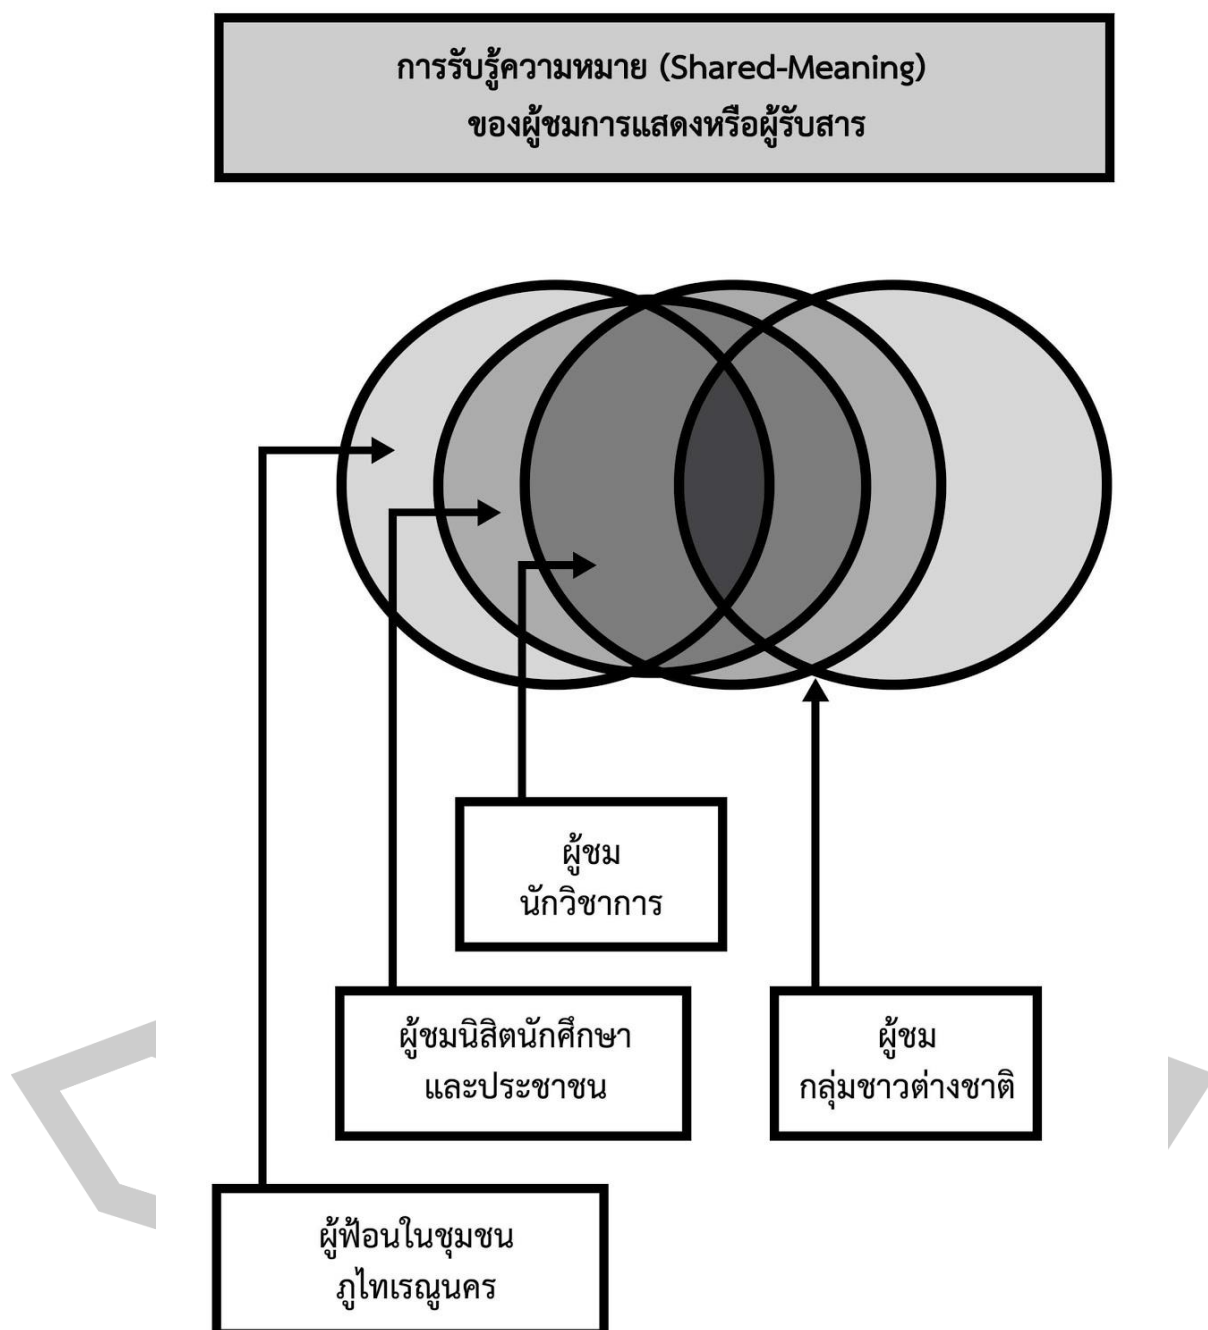 การรับรู้ความหมาย (Shared-Meaning)
ของผู้ชมการแสดงหรือผู้รับสาร
ผู้ชม
นักวิชาการ
ผู้ชมนิสิตนักศึกษา
และประชาชน
ผู้ชม
กลุ่มชาวต่างชาติ
ผู้ฟ้อนในชุมชน
ภูไทเรณูนคร